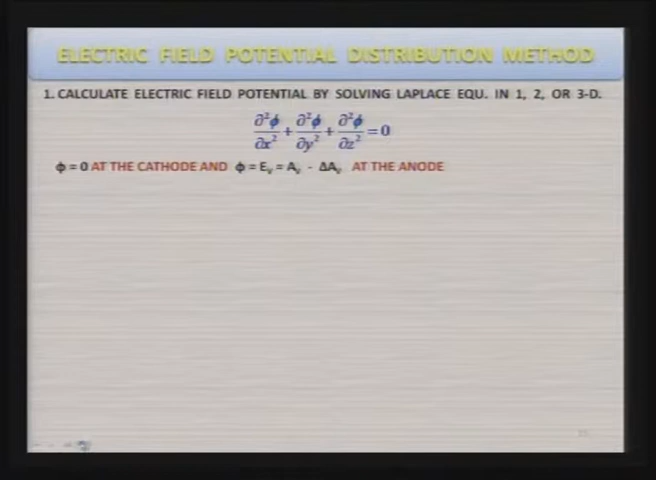 ELECTRIC FIELD POTENTIAL DISTRIBUTION METHOD
1. CALCULATE ELECTRIC FIELD POTENTIAL BY SOLVING LAPLACE EQU. IN 1, 2, OR 3-D.
∂²ϕ/∂x² + ∂²ϕ/∂y² + ∂²ϕ/∂z² = 0
ϕ = 0 AT THE CATHODE AND ϕ = Eᵥ = Aᵥ - ΔAᵥ AT THE ANODE